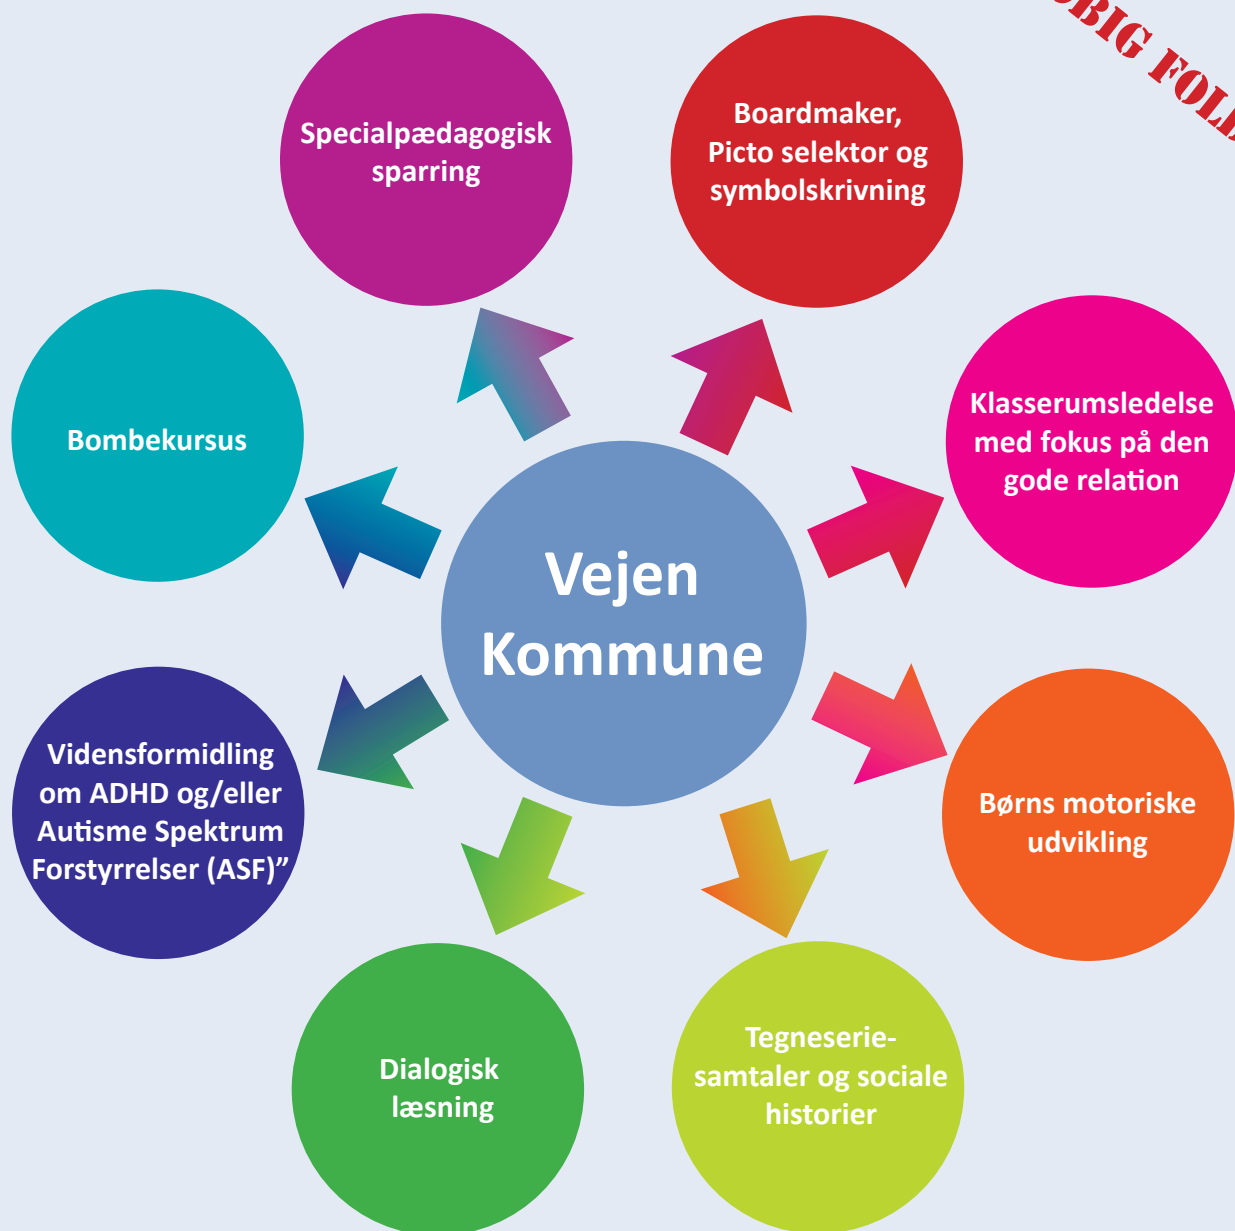 Specialpædagogisk
sparring
Boardmaker,
Picto selektor og
symbolskrivning
Klasserumsledelse
med fokus på den
gode relation
Børns motoriske
udvikling
Tegneserie-
samtaler og sociale
historier
Dialogisk
læsning
Vidensformidling
om ADHD og/eller
Autisme Spektrum
Forstyrrelser (ASF)”
Bombekursus
Vejen
Kommune